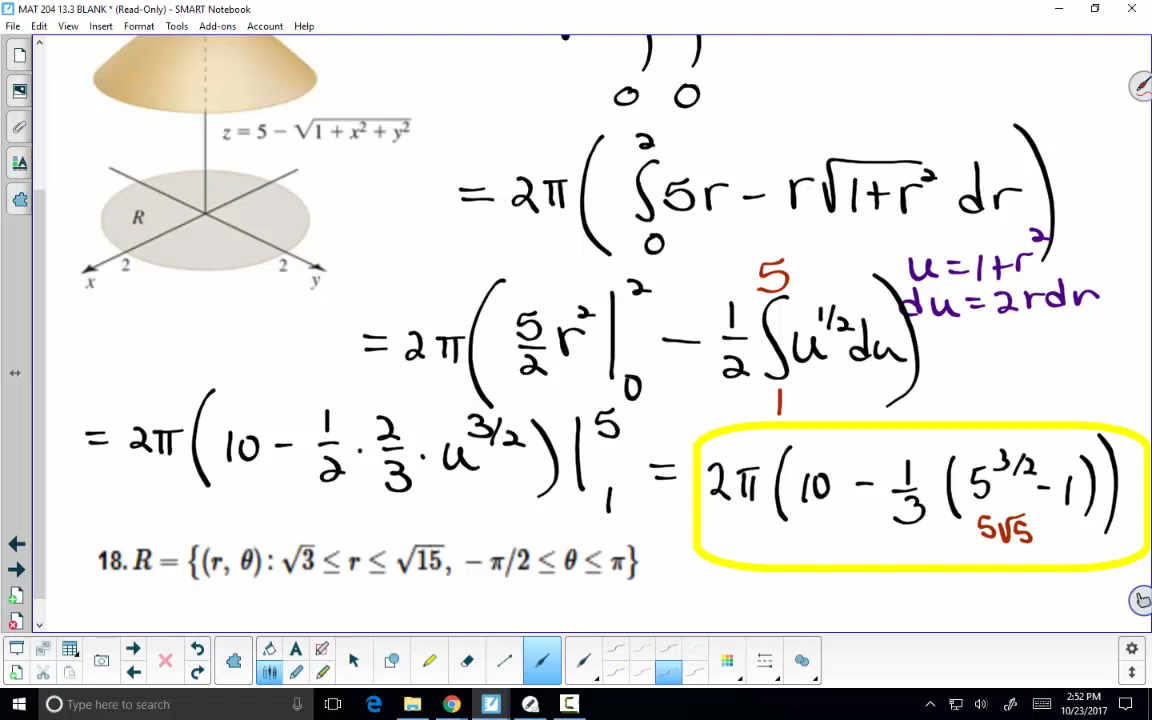 MAT 204 13.3 BLANK * (Read-Only) - SMART Notebook
File Edit View Insert Format Tools Add-ons Account Help
0 0
z = 5 − √(1 + x² + y²)
R
x 2 2 y
= 2π ( ∫₀² 5r − r√(1+r²) dr )
u = 1+r²
du = 2rdr
= 2π ( 5/2 r² |₀² − 1/2 ∫₁⁵ u^(1/2) du )
= 2π ( 10 − 1/2 · 2/3 · u^(3/2) ) |₁⁵ = 2π ( 10 − 1/3 ( 5^(3/2) − 1 ) )
5√5
18. R = {(r, θ): √3 ≤ r ≤ √15, − π/2 ≤ θ ≤ π}
Type here to search
2:52 PM
10/23/2017